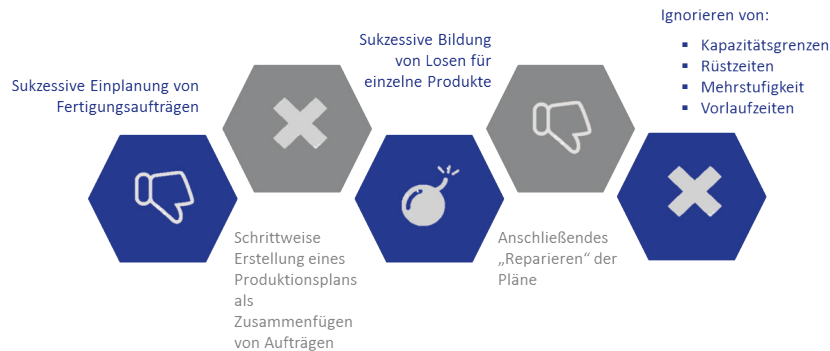 Sukzessive Einplanung von
Fertigungsaufträgen
Schrittweise
Erstellung eines
Produktionsplans
als
Zusammenfügen
von Aufträgen
Sukzessive Bildung
von Losen für
einzelne Produkte
Anschließendes
„Reparieren“ der
Pläne
Ignorieren von:
▪ Kapazitätsgrenzen
▪ Rüstzeiten
▪ Mehrstufigkeit
▪ Vorlaufzeiten